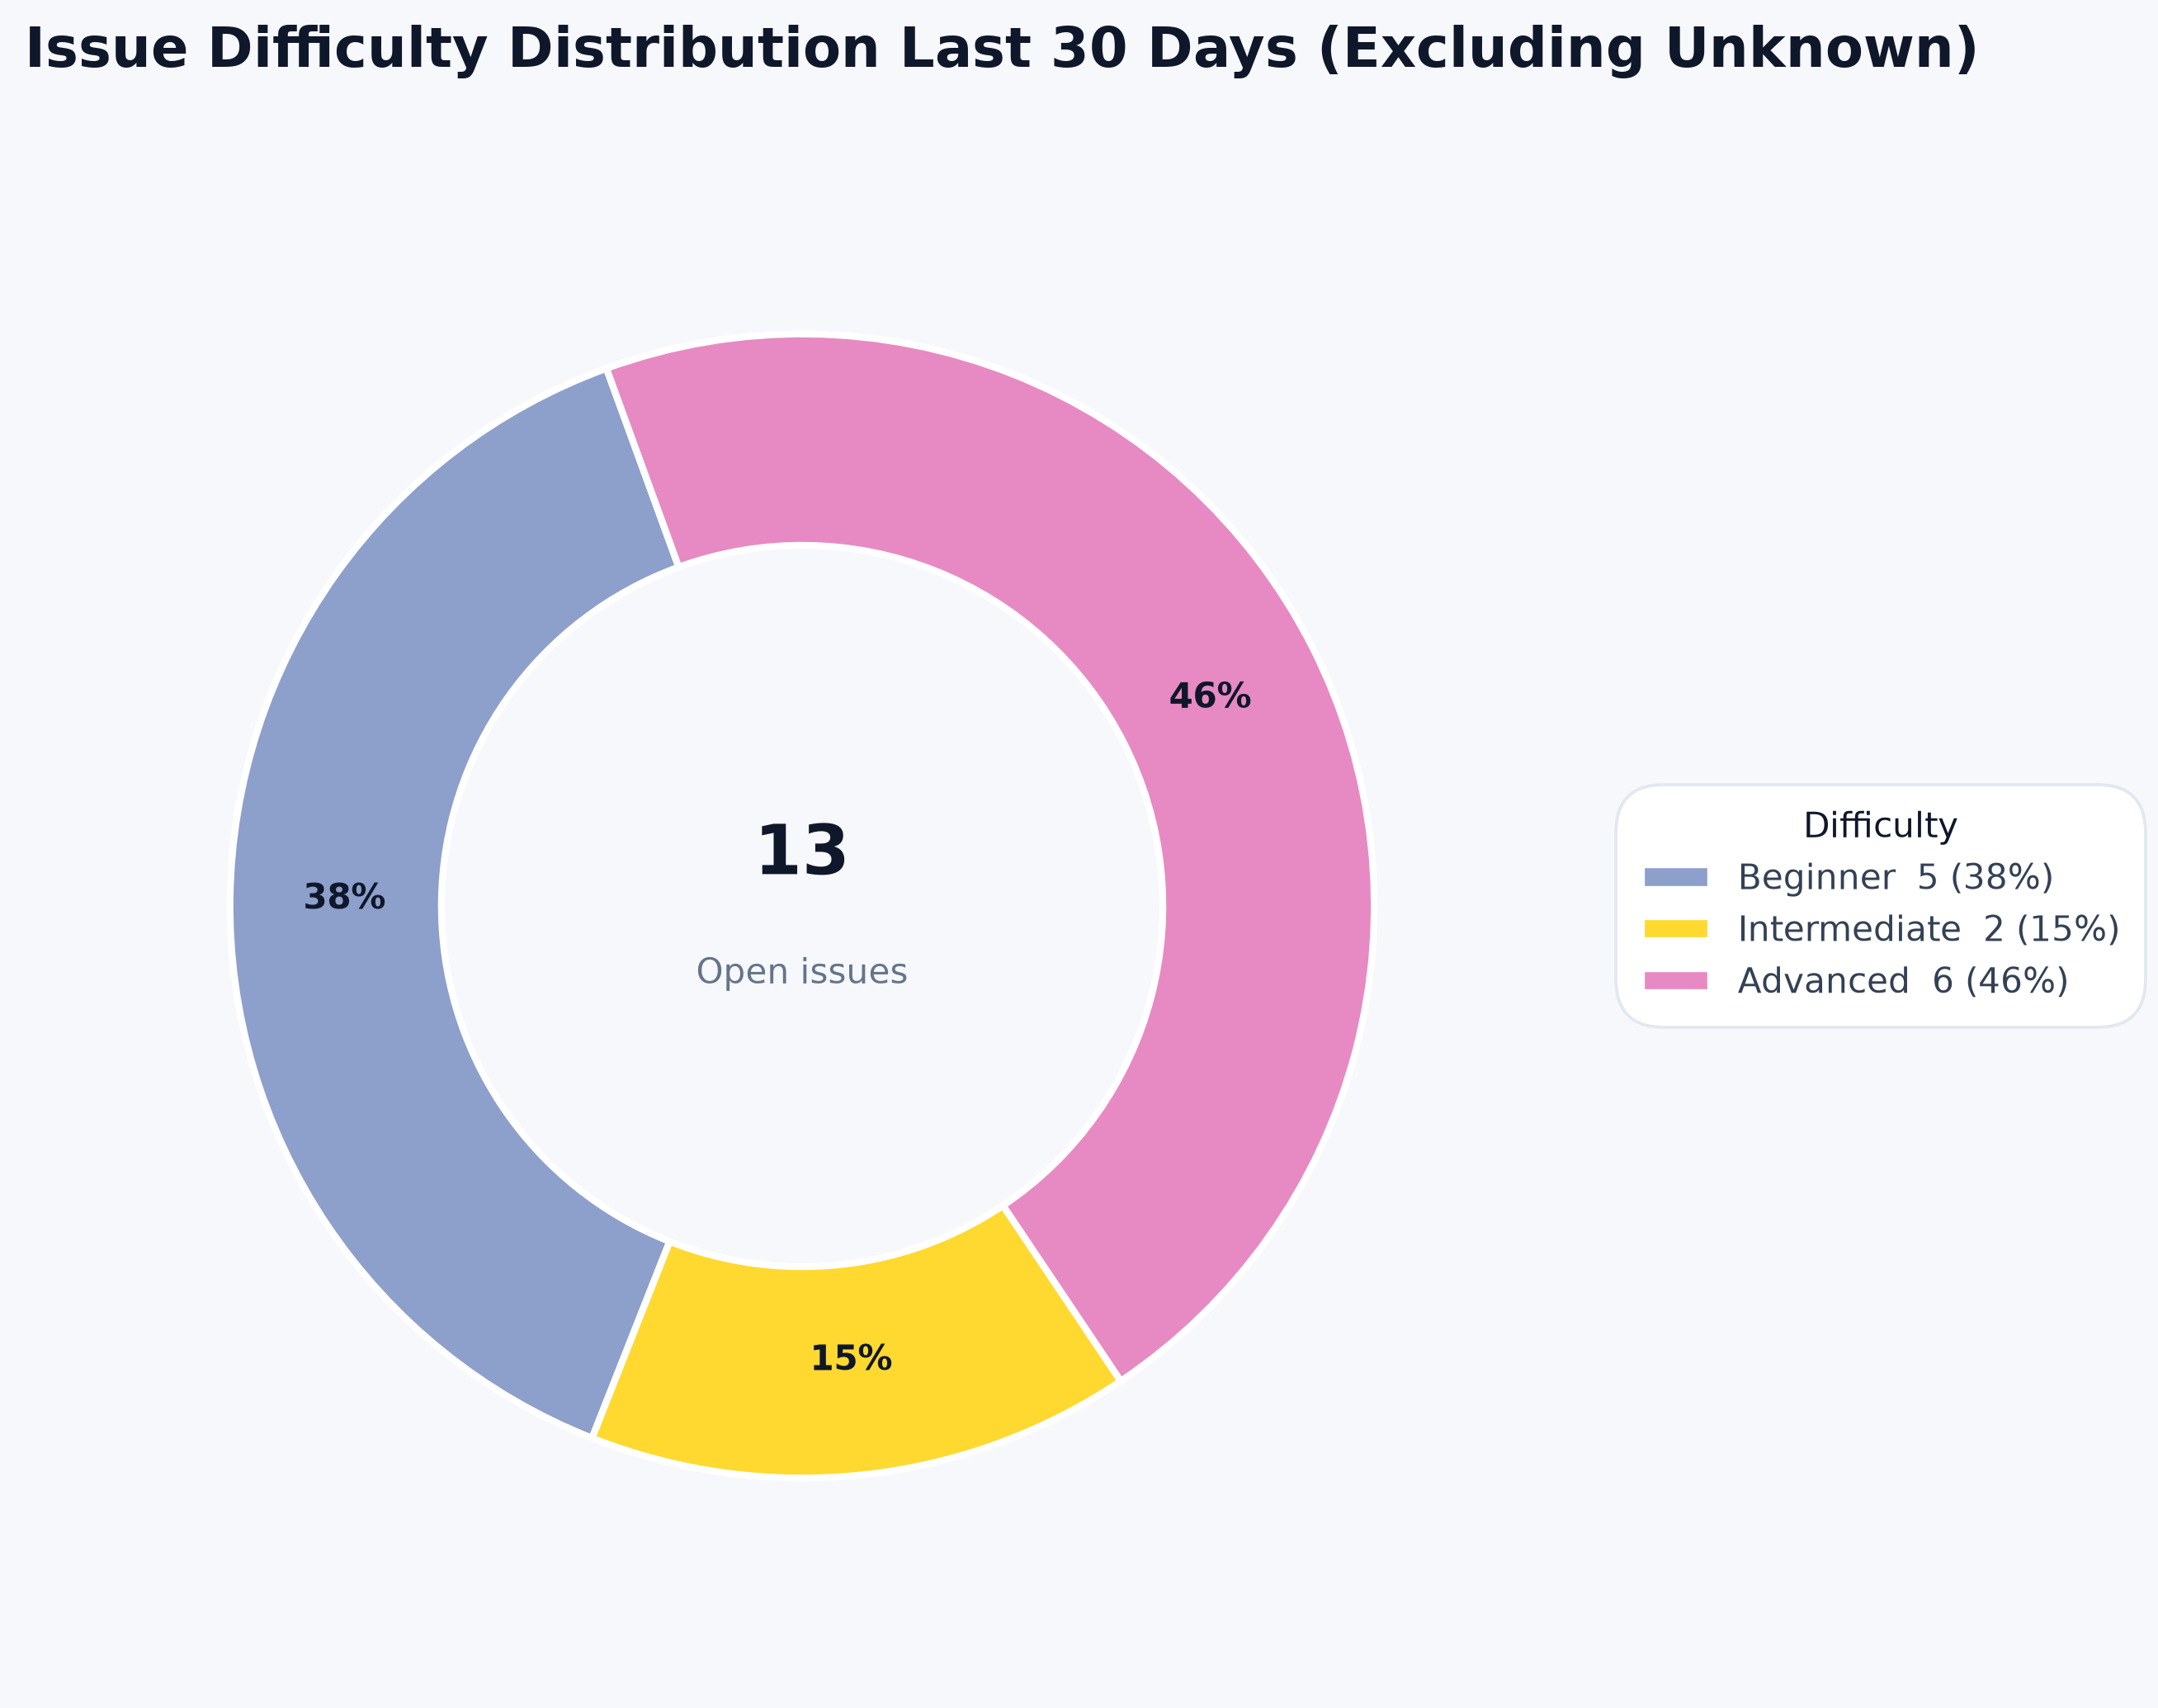 Issue Difficulty Distribution Last 30 Days (Excluding Unknown)
46%
38%
15%
13
Open issues
Difficulty
Beginner 5 (38%)
Intermediate 2 (15%)
Advanced 6 (46%)